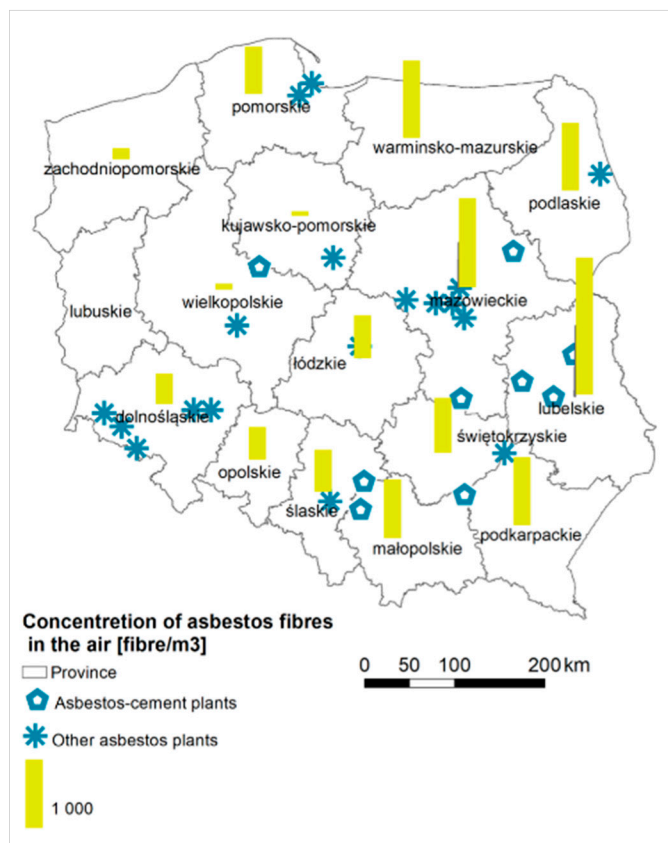 pomorskie
warminsko-mazurskie
zachodniopomorskie
podlaskie
kujawsko-pomorskie
wielkopolskie
mazowieckie
lubuskie
łódzkie
lubelskie
dolnośląskie
świętokrzyskie
opolskie
ślaskie
podkarpackie
małopolskie
Concentretion of asbestos fibres
in the air [fibre/m3]
Province
0 50 100 200 km
Asbestos-cement plants
Other asbestos plants
1 000